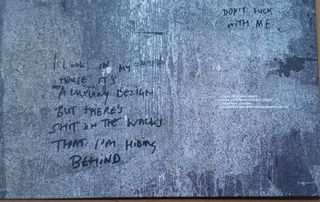 DON'T FUCK
WITH ME.
I LOOK IN MY
HOUSE IT'S
A LUXURY DESIGN
BUT THERE'S
SHIT ON THE WALLS
THAT I'M HIDING
BEHIND